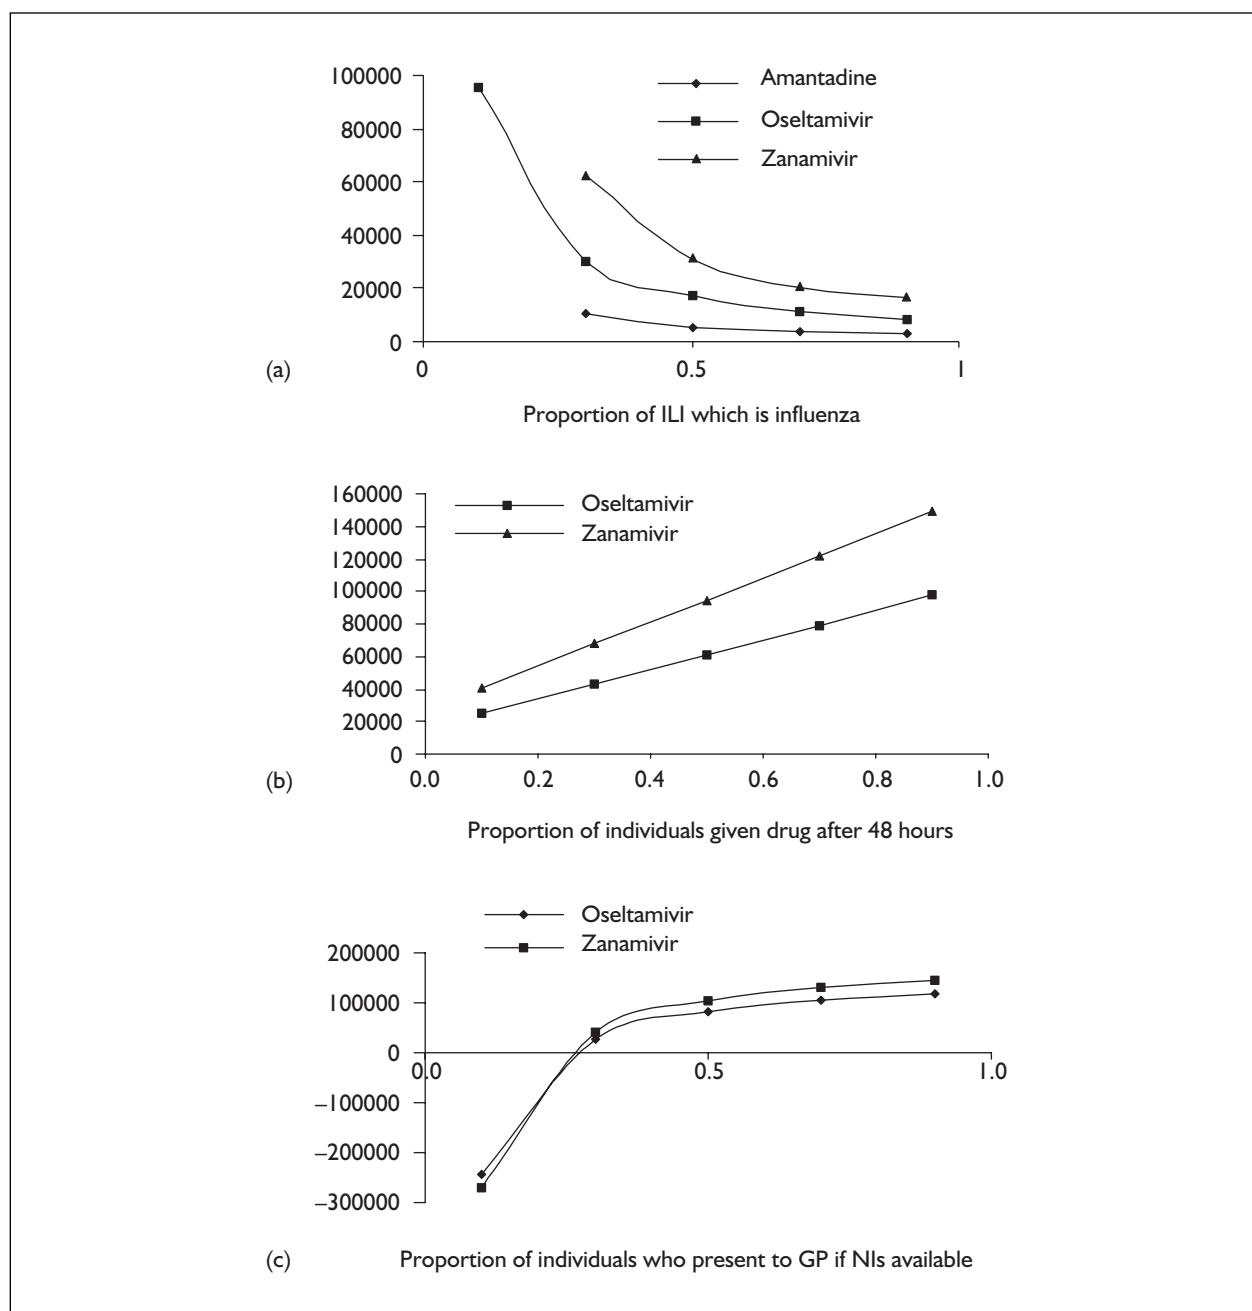 100000
80000
60000
40000
20000
0
Amantadine
Oseltamivir
Zanamivir
0 0.5 1
(a)
Proportion of ILI which is influenza
160000
140000
120000
100000
80000
60000
40000
20000
0
Oseltamivir
Zanamivir
0.0 0.2 0.4 0.6 0.8 1.0
(b)
Proportion of individuals given drug after 48 hours
Oseltamivir
Zanamivir
200000
100000
0
–100000
–200000
–300000
0.0 0.5 1.0
(c) Proportion of individuals who present to GP if NIs available